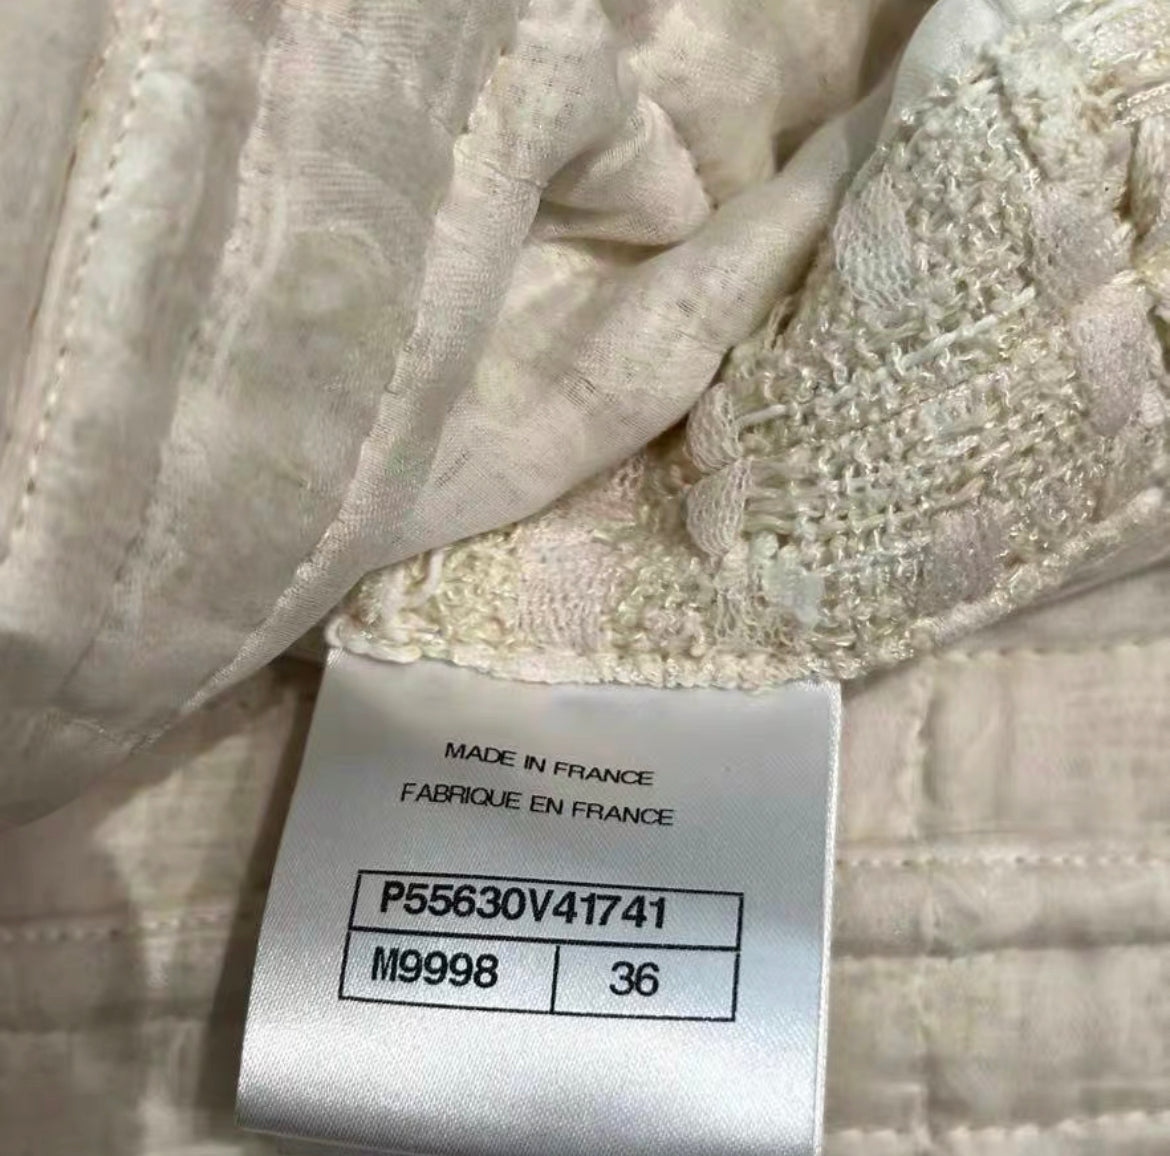 MADE IN FRANCE
FABRIQUE EN FRANCE
P55630V41741
M9998 36